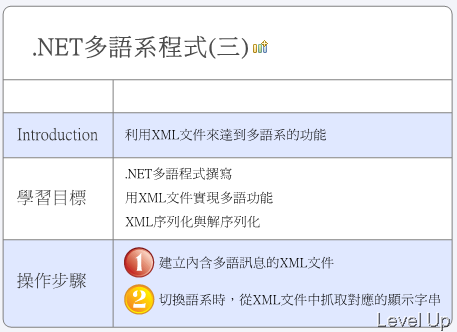 .NET多語系程式(三)
Introduction
利用XML文件來達到多語系的功能
學習目標
.NET多語程式撰寫
用XML文件實現多語功能
XML序列化與解序列化
操作步驟
1 建立內含多語訊息的XML文件
2 切換語系時，從XML文件中抓取對應的顯示字串
Level Up